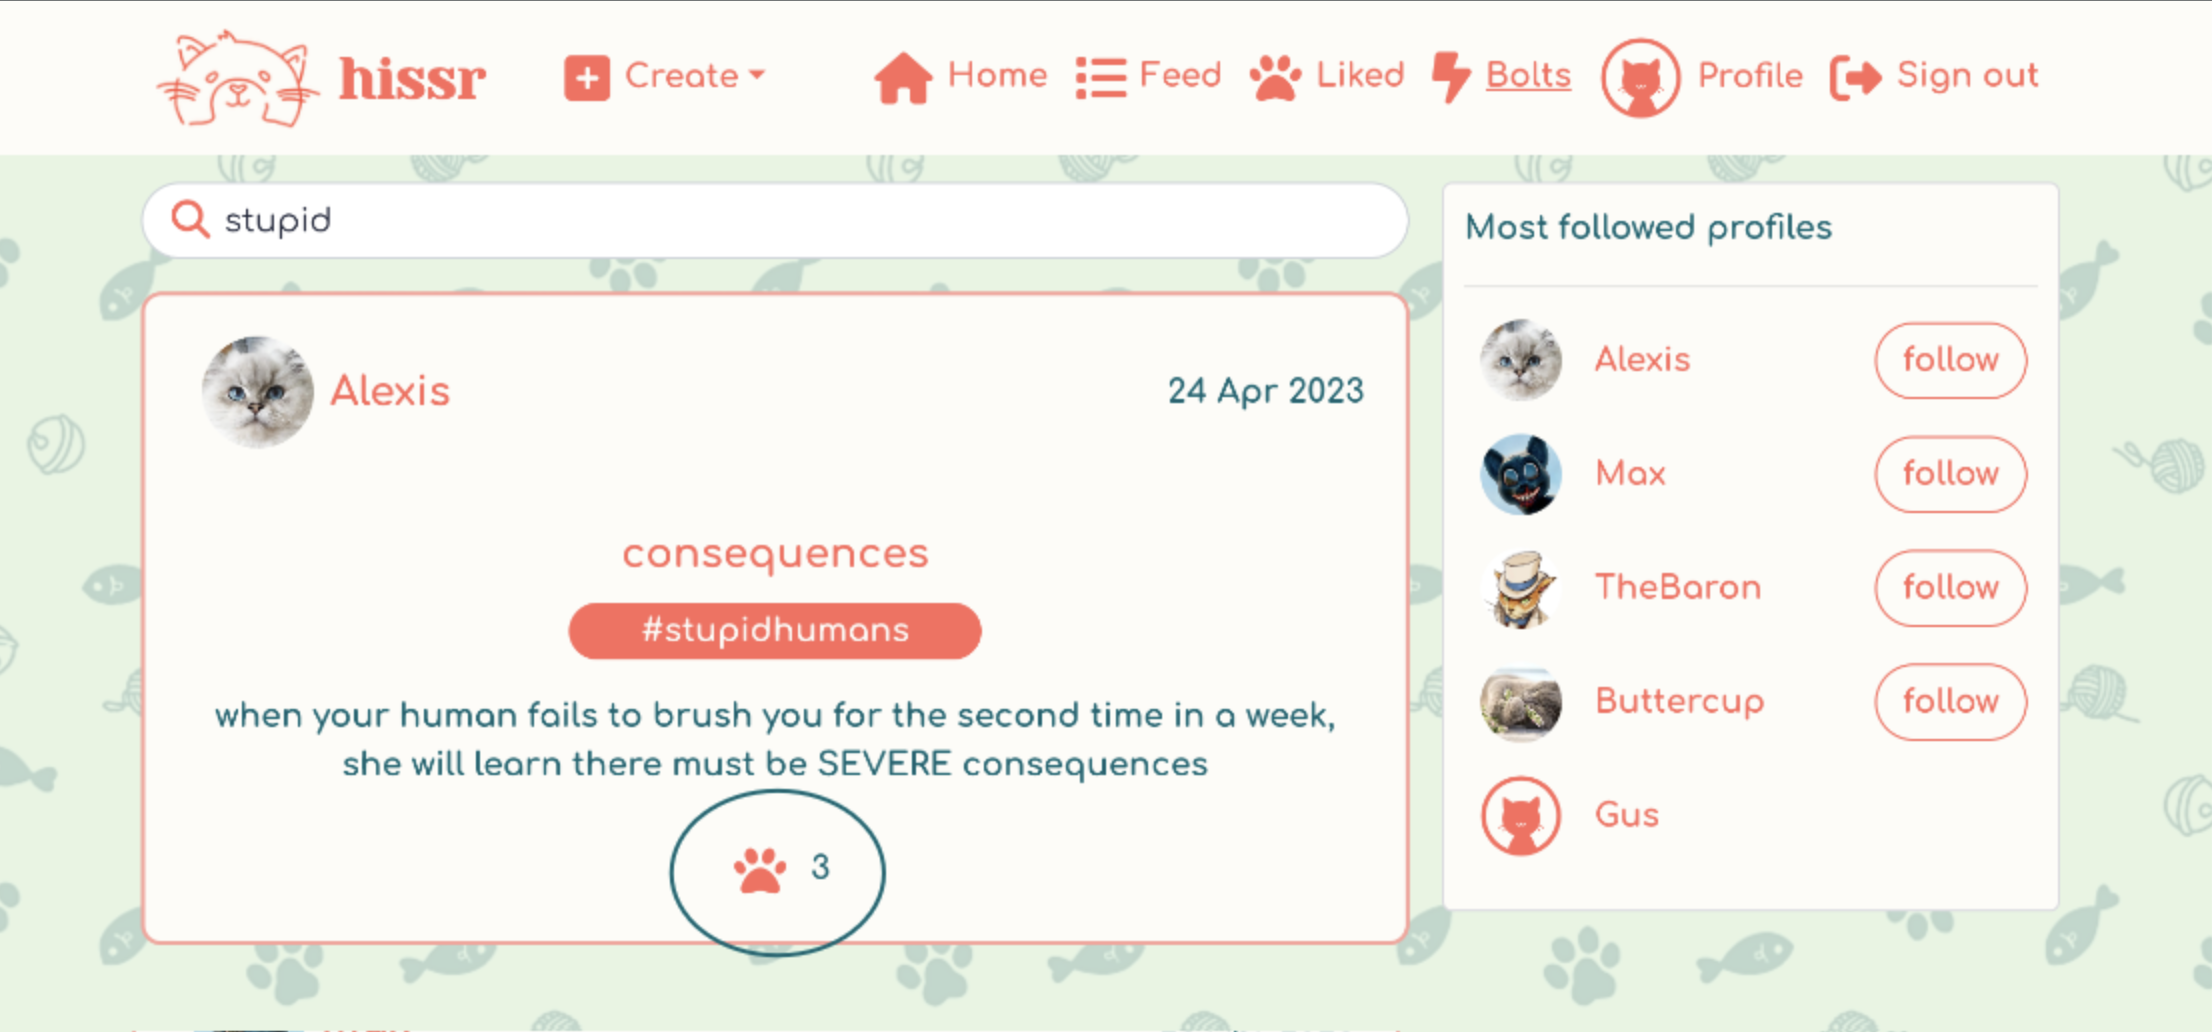 hissr
Create
Home
Feed
Liked
Bolts
Profile
Sign out
stupid
Alexis
24 Apr 2023
consequences
#stupidhumans
when your human fails to brush you for the second time in a week,
she will learn there must be SEVERE consequences
3
Most followed profiles
Alexis
follow
Max
follow
TheBaron
follow
Buttercup
follow
Gus